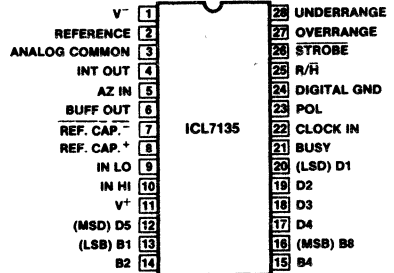 V⁻ 1 28 UNDERRANGE
REFERENCE 2 27 OVERRANGE
ANALOG COMMON 3 26 STROBE
INT OUT 4 25 R/H̅
AZ IN 5 24 DIGITAL GND
BUFF OUT 6 23 POL
REF. CAP.⁻ 7 ICL7135 22 CLOCK IN
REF. CAP.⁺ 8 21 BUSY
IN LO 9 20 (LSD) D1
IN HI 10 19 D2
V⁺ 11 18 D3
(MSD) D5 12 17 D4
(LSB) B1 13 16 (MSB) B8
B2 14 15 B4